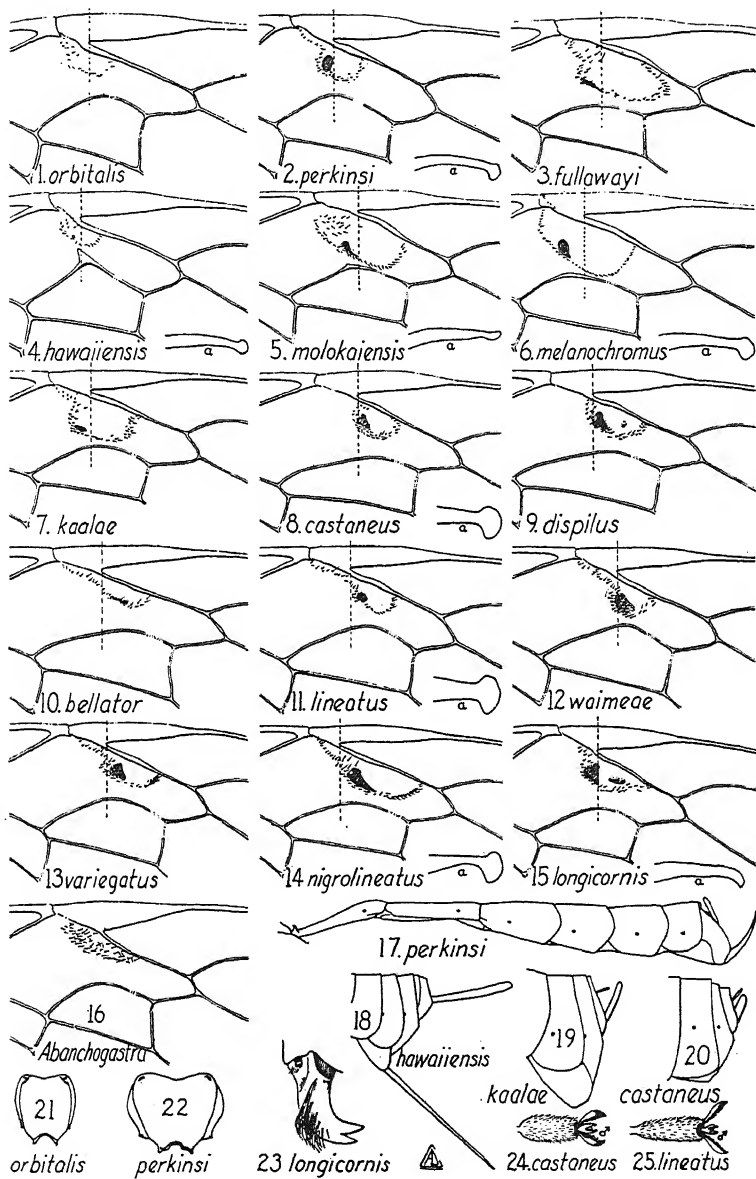 1. orbitalis
2. perkinsi
a
3. fullawayi
4. hawaiiensis
a
5. molokaiensis
a
6. melanochromus
a
7. kaalae
8. castaneus
a
9. dispilus
10. bellator
11. lineatus
a
12 waimeae
13 variegatus
14 nigrolineatus
a
15 longicornis
a
16
Abanchogastra
17. perkinsi
18
hawaiiensis
19
kaalae
20
castaneus
21
orbitalis
22
perkinsi
23 longicornis
24. castaneus
♂
25. lineatus
♂